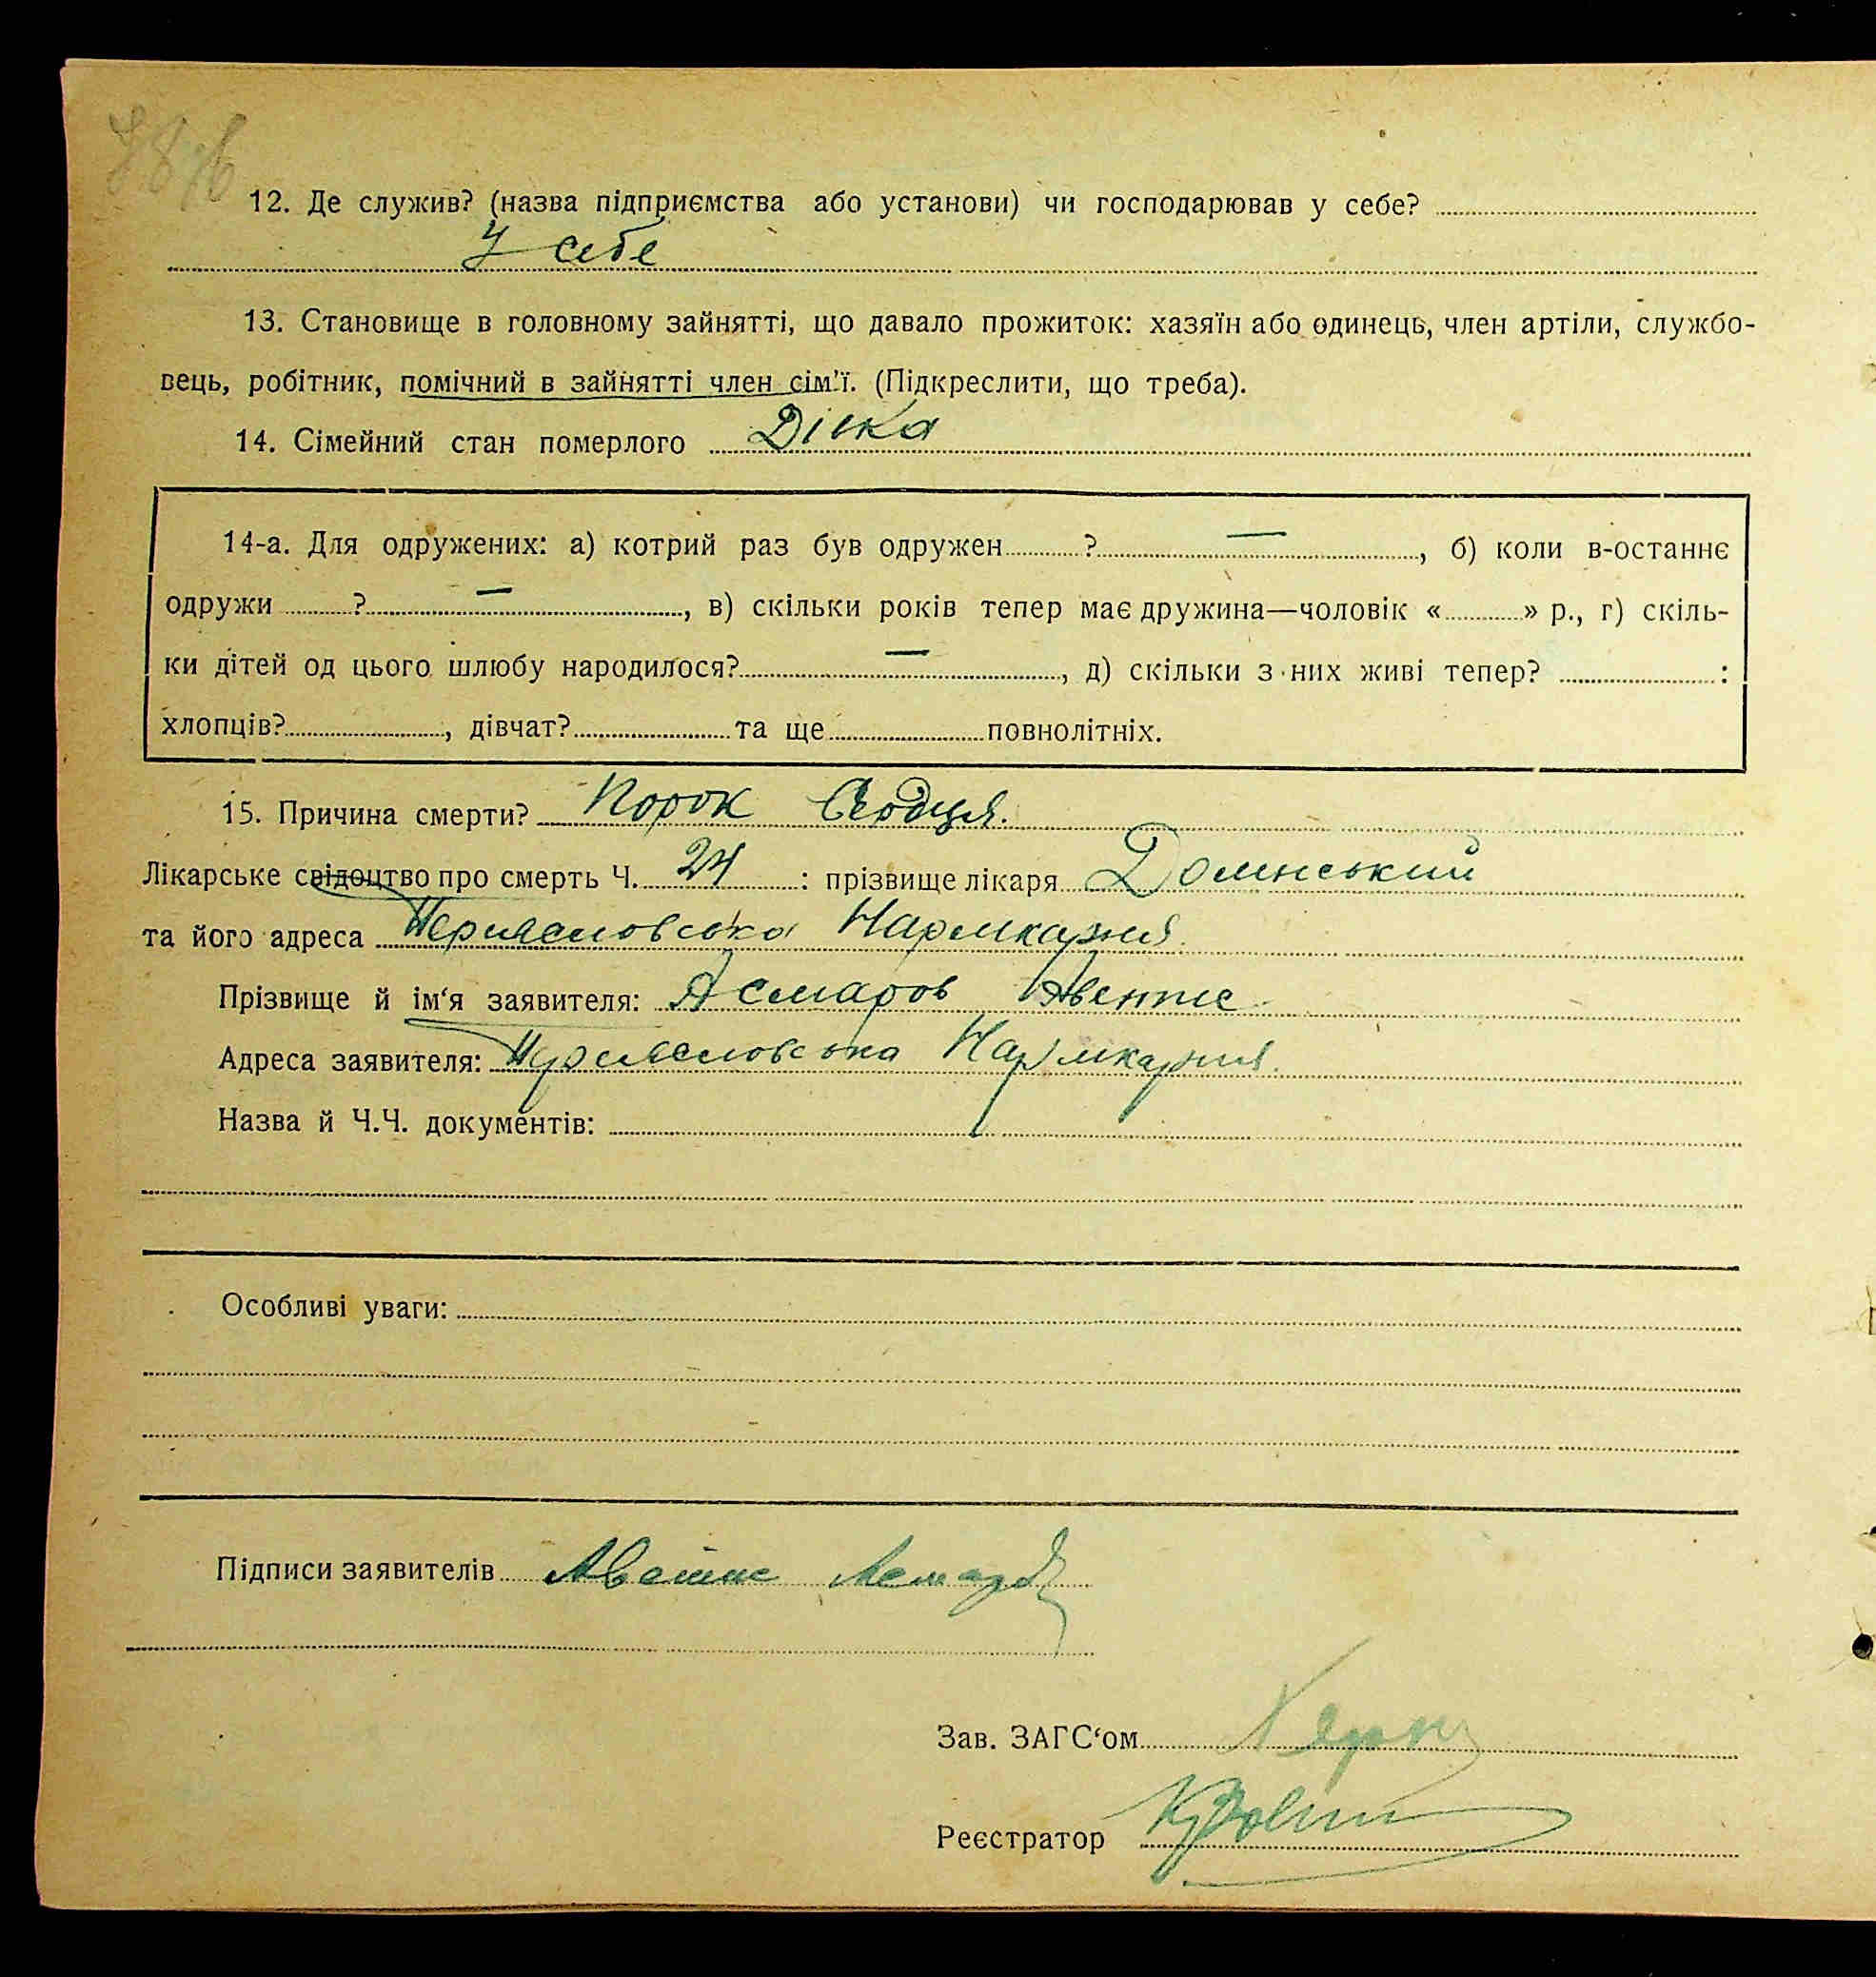 12. Де служив? (назва підприємства або установи) чи господарював у себе?
У себе
13. Становище в головному зайнятті, що давало прожиток: хазяїн або одинець, член артіли, службо-
вець, робітник, помічний в зайнятті член сім'ї. (Підкреслити, що треба).
14. Сімейний стан померлого Дівка
14-а. Для одружених: а) котрий раз був одружен ? —, б) коли в-останнє
одружи ? —, в) скільки років тепер має дружина—чоловік « » р., г) скіль-
ки дітей од цього шлюбу народилося? —, д) скільки з них живі тепер? :
хлопців? , дівчат? та ще повнолітніх.
15. Причина смерти? Порок Сердця.
Лікарське свідоцтво про смерть Ч. 24 : прізвище лікаря
та його адреса Переяславсько
Прізвище й ім'я заявителя: Асмаров Аветис
Адреса заявителя:
Назва й Ч.Ч. документів:
Особливі уваги:
Підписи заявителів Аветис Асмаров
Зав. ЗАГС'ом
Реєстратор